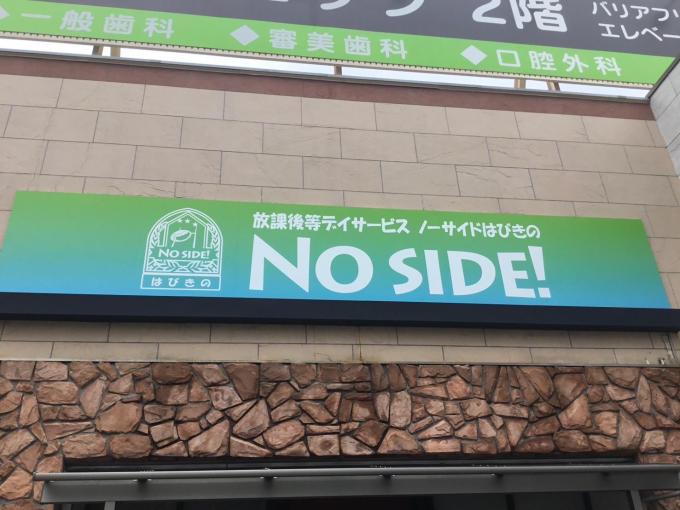 2階
バリアフリ
エレベー
◆一般歯科 ◆審美歯科 ◆口腔外科
放課後等デイサービス ノーサイドはびきの
NO SIDE!
NO SIDE!
はびきの